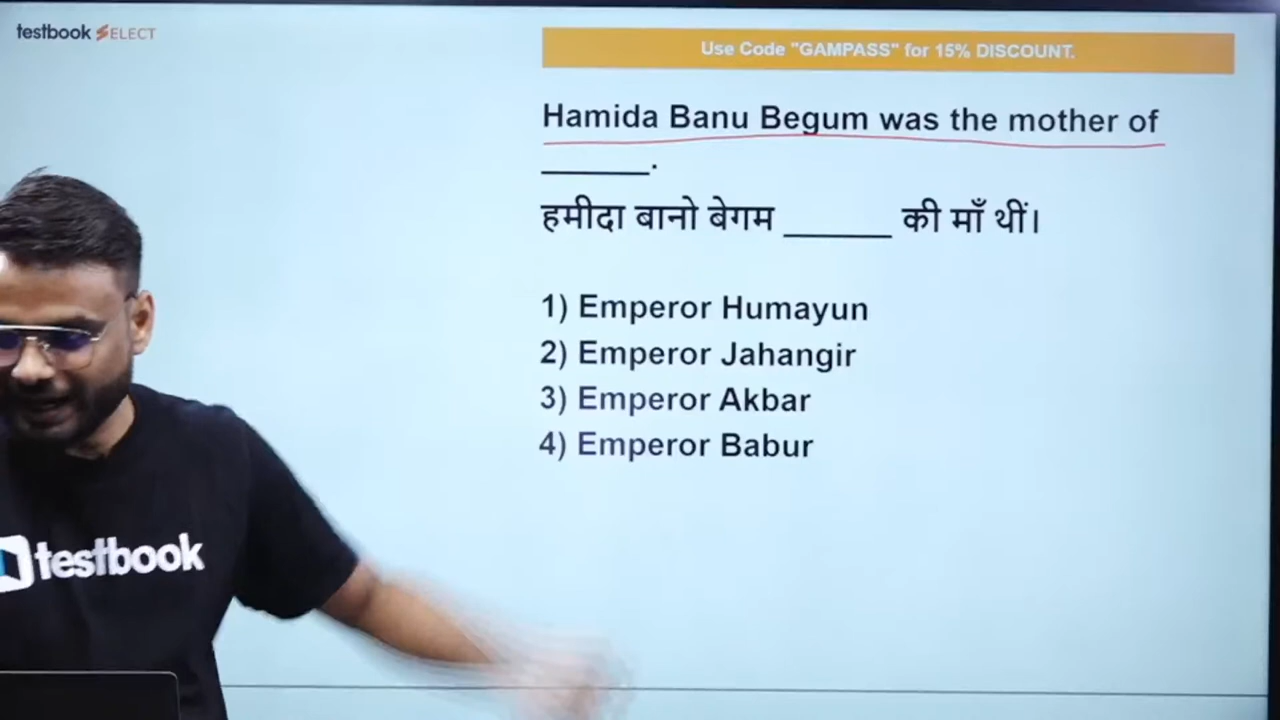 testbook SELECT
Use Code "GAMPASS" for 15% DISCOUNT.
Hamida Banu Begum was the mother of
______.
हमीदा बानो बेगम ______ की माँ थीं।
1) Emperor Humayun
2) Emperor Jahangir
3) Emperor Akbar
4) Emperor Babur
testbook